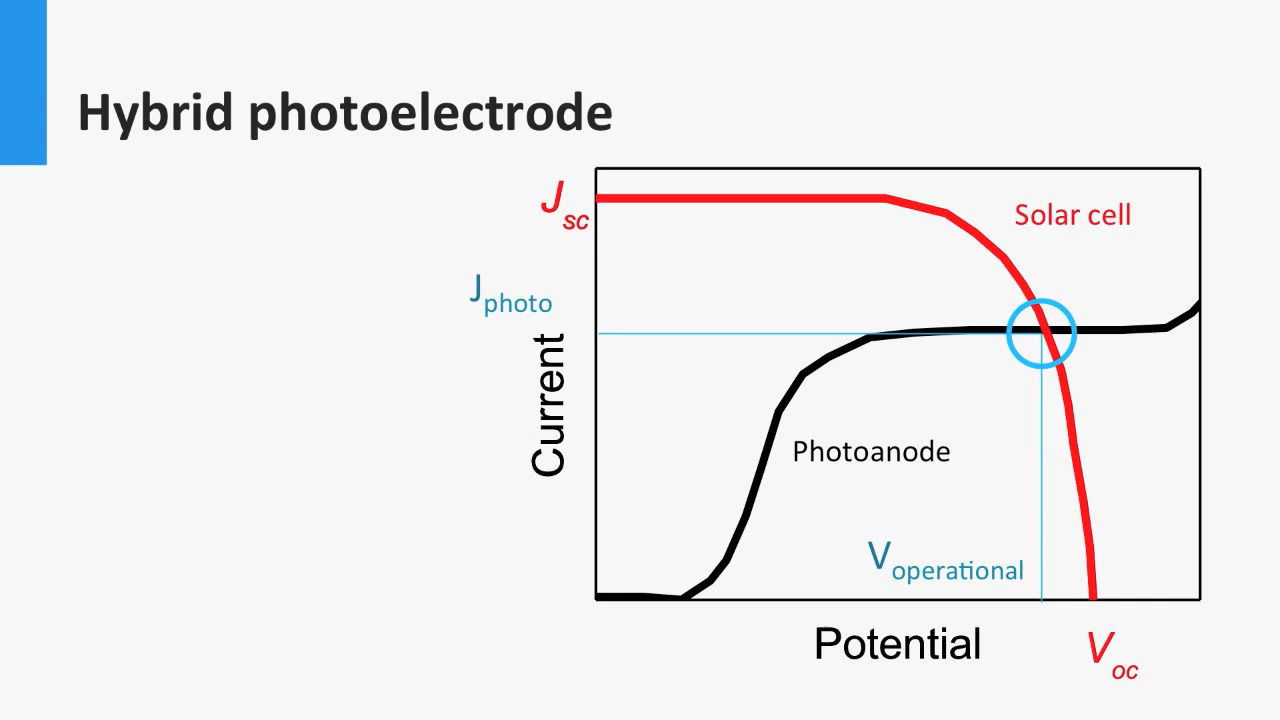 Hybrid photoelectrode
Jsc
Solar cell
Jphoto
Current
Photoanode
Voperational
Potential
Voc